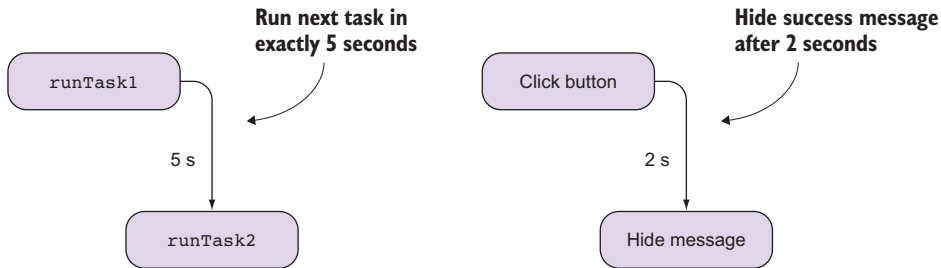 Run next task in
exactly 5 seconds
runTask1
5 s
runTask2
Hide success message
after 2 seconds
Click button
2 s
Hide message